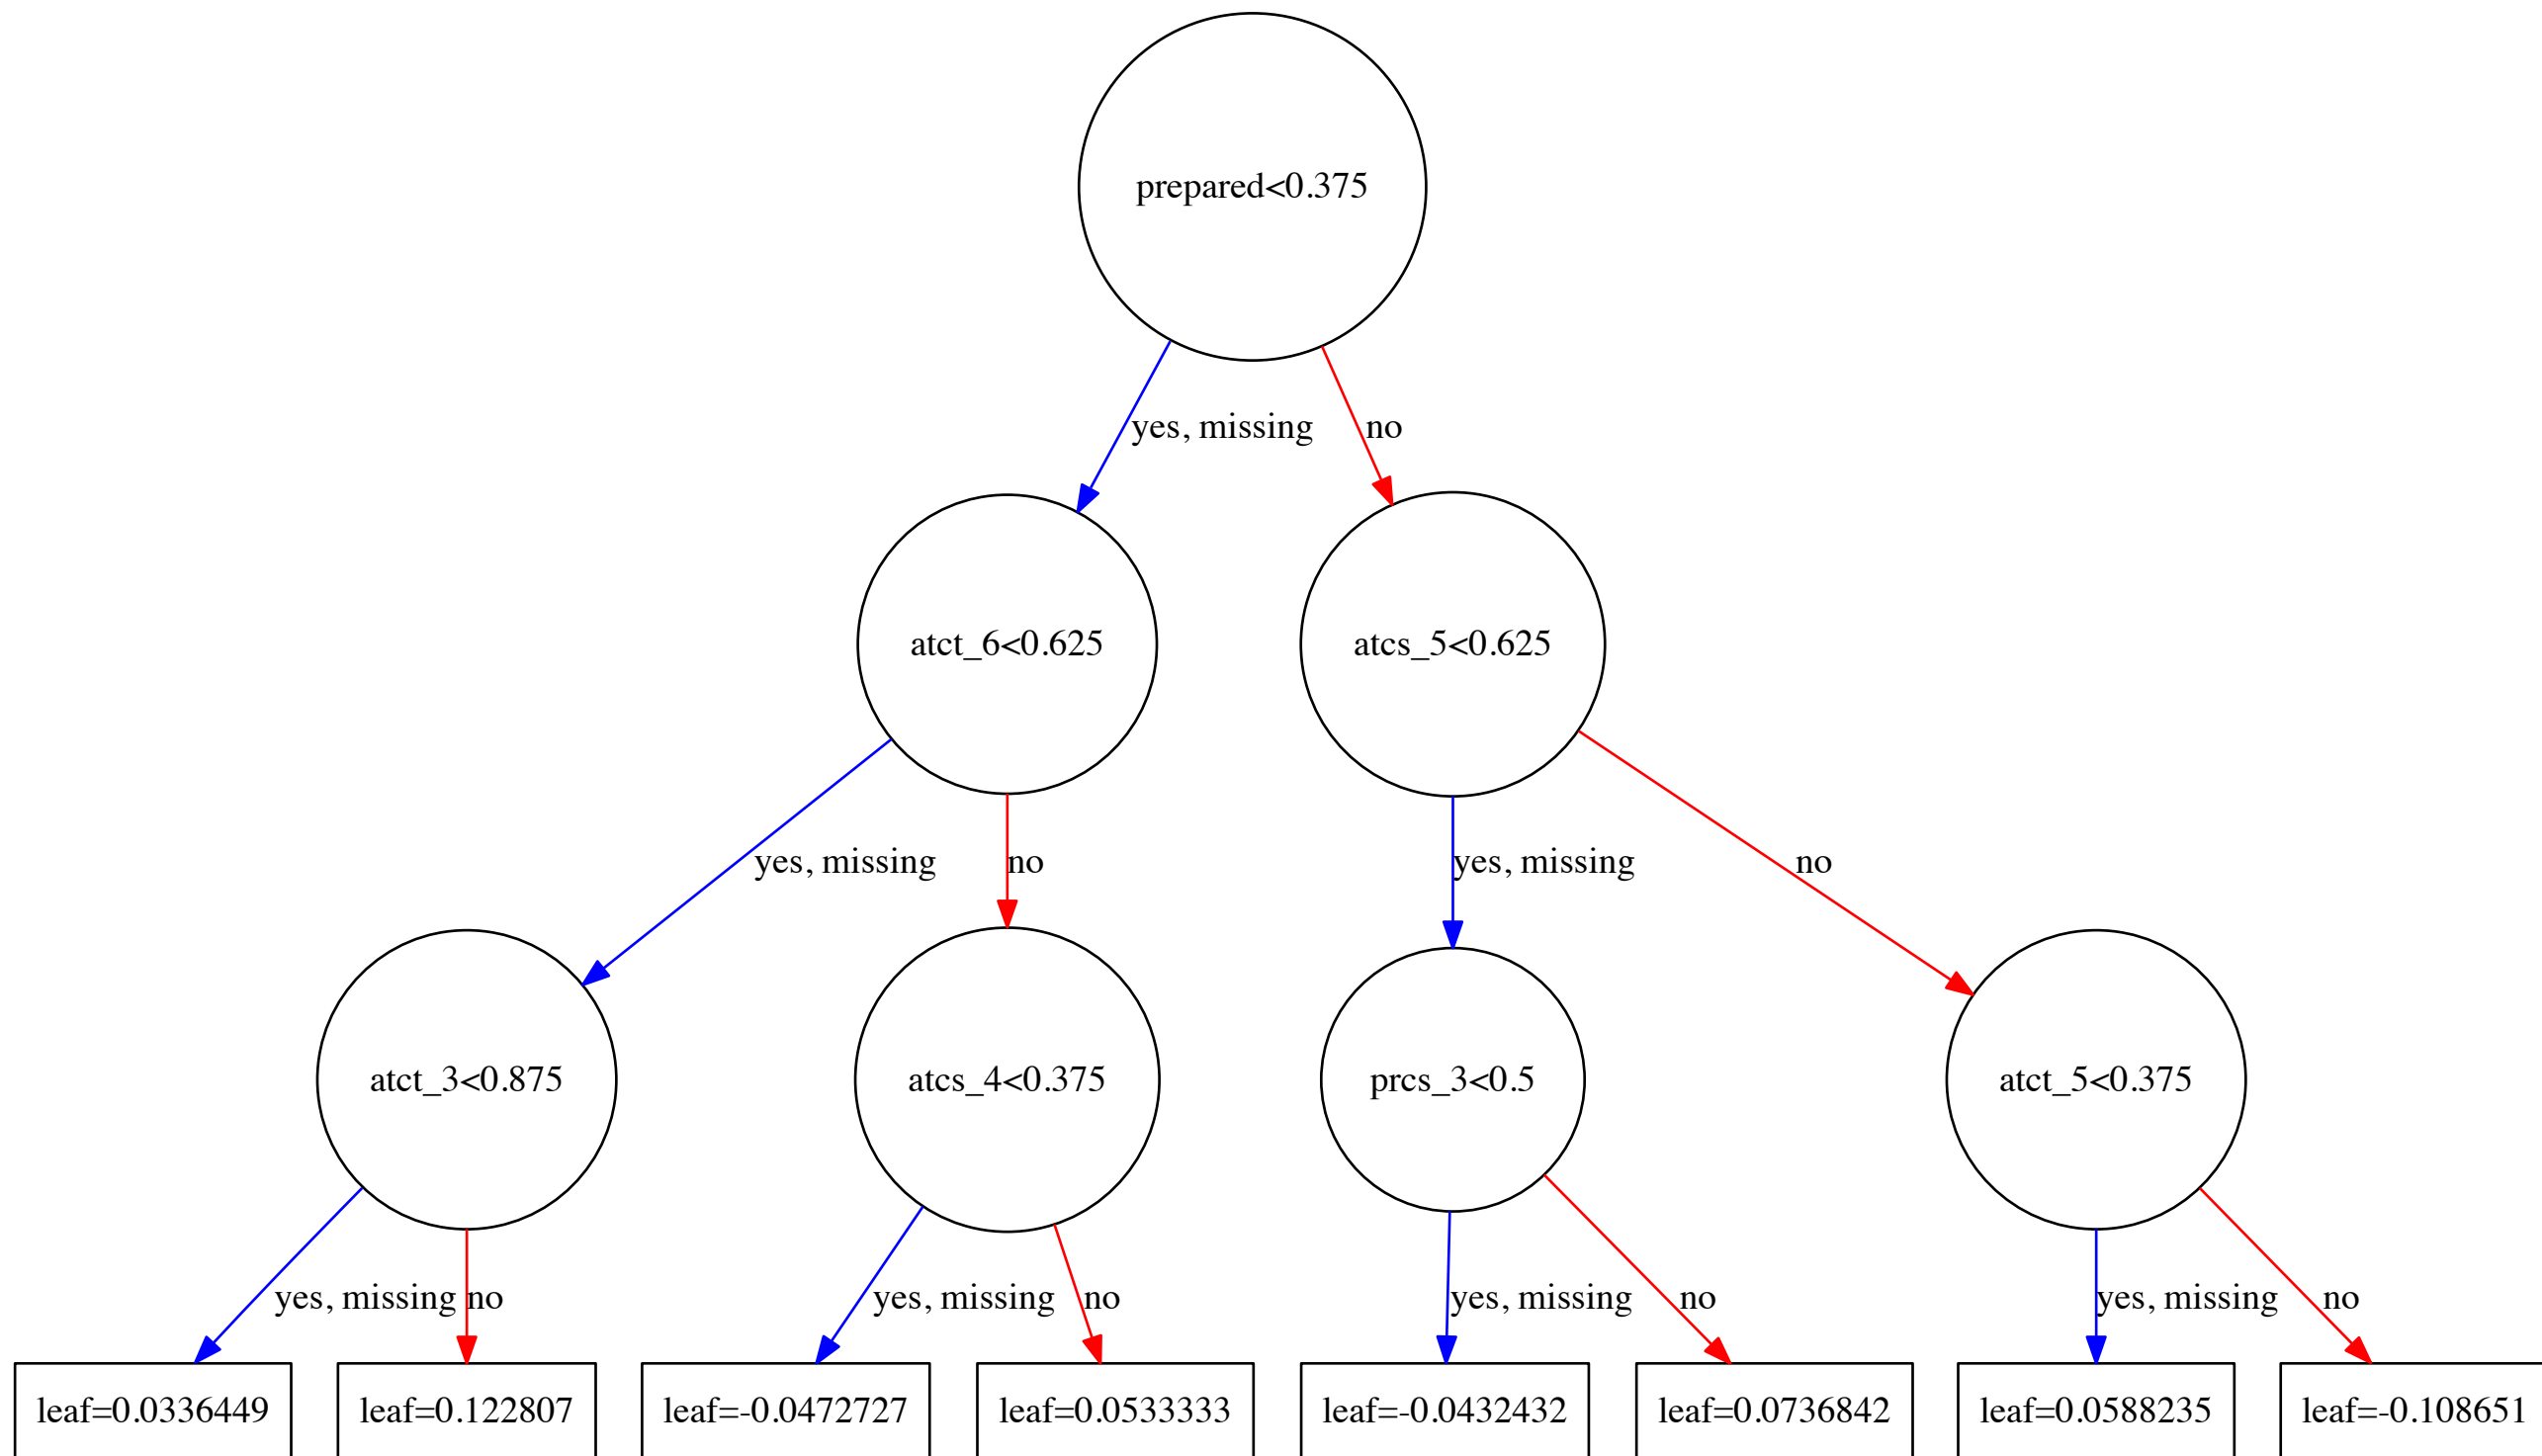 prepared<0.375
yes, missing
no
atct_6<0.625
atcs_5<0.625
yes, missing
no
yes, missing
no
atct_3<0.875
atcs_4<0.375
prcs_3<0.5
atct_5<0.375
yes, missing
no
yes, missing
no
yes, missing
no
yes, missing
no
leaf=0.0336449
leaf=0.122807
leaf=-0.0472727
leaf=0.0533333
leaf=-0.0432432
leaf=0.0736842
leaf=0.0588235
leaf=-0.108651